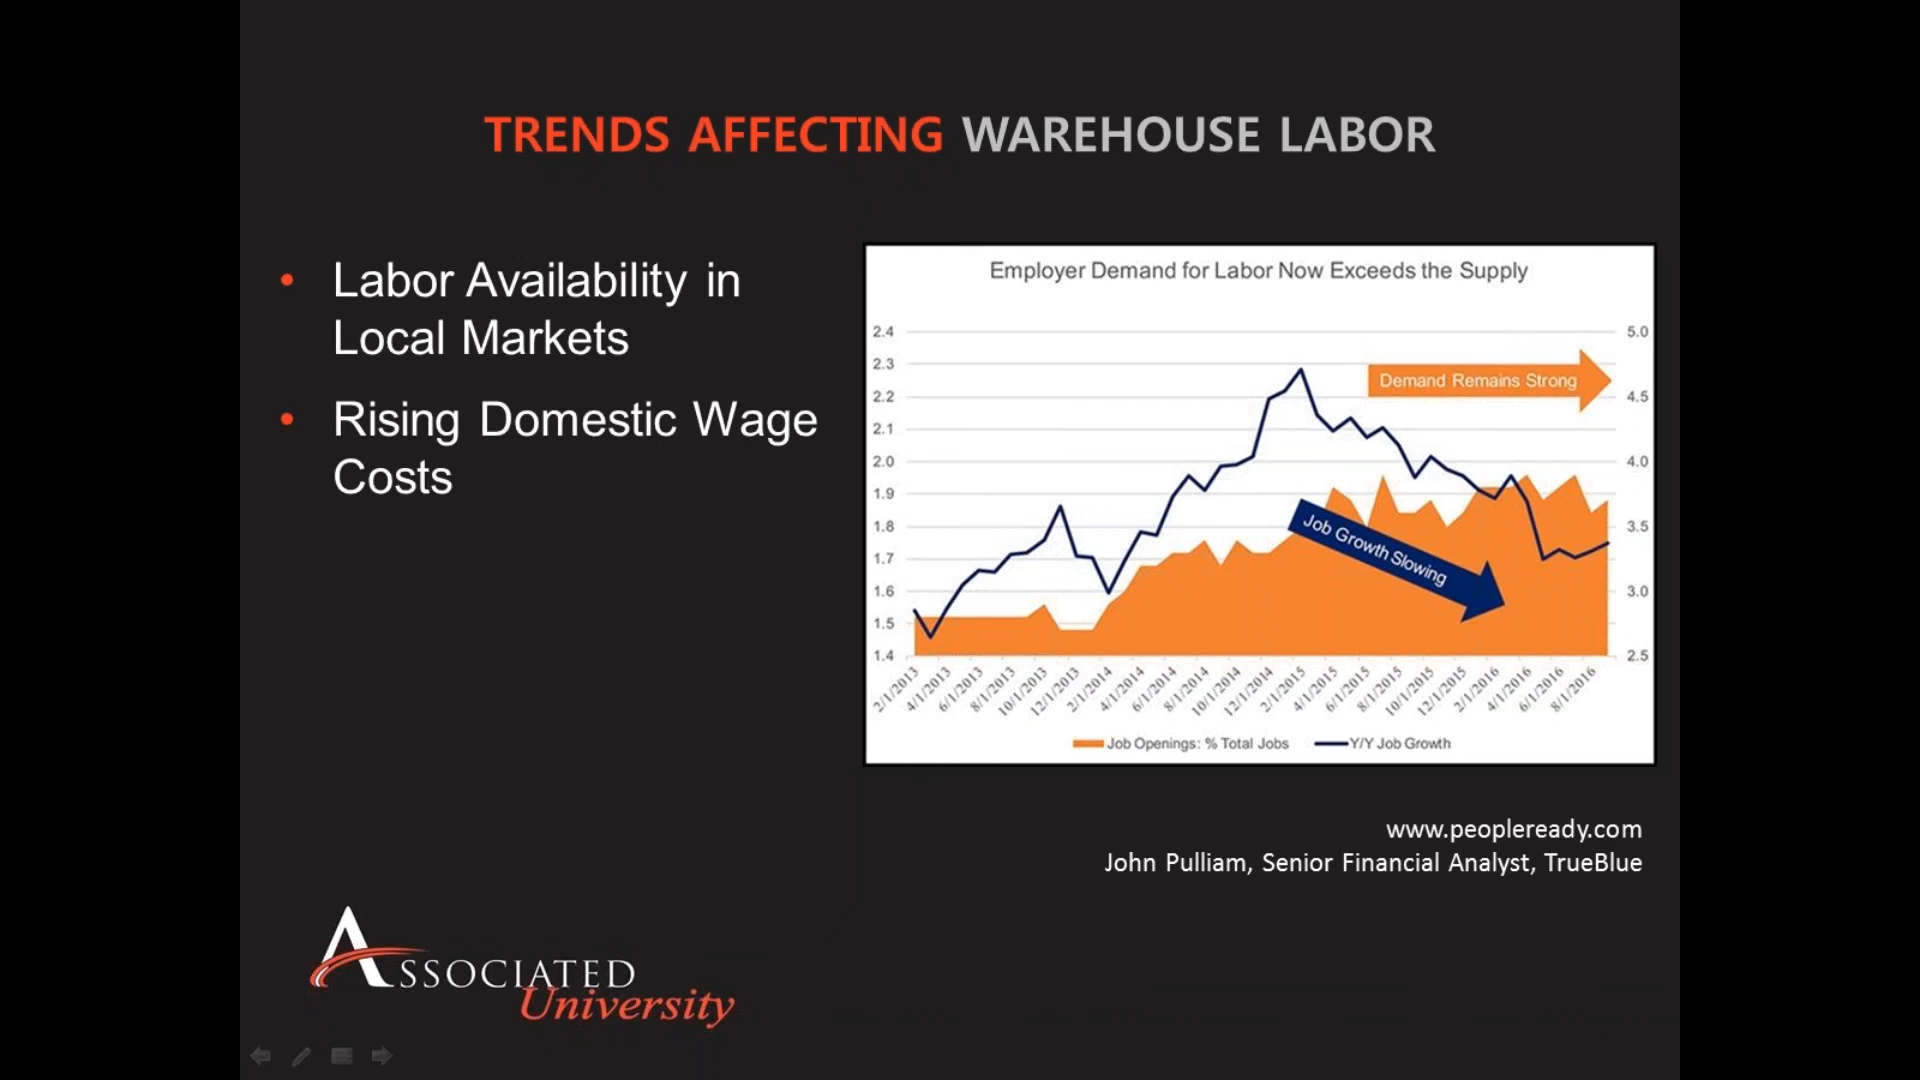 TRENDS AFFECTING WAREHOUSE LABOR
• Labor Availability in
Local Markets
• Rising Domestic Wage
Costs
Employer Demand for Labor Now Exceeds the Supply
2.4
2.3
2.2
2.1
2.0
1.9
1.8
1.7
1.6
1.5
1.4
5.0
4.5
4.0
3.5
3.0
2.5
Demand Remains Strong
Job Growth Slowing
2/1/2013
4/1/2013
6/1/2013
8/1/2013
10/1/2013
12/1/2013
2/1/2014
4/1/2014
6/1/2014
8/1/2014
10/1/2014
12/1/2014
2/1/2015
4/1/2015
6/1/2015
8/1/2015
10/1/2015
12/1/2015
2/1/2016
4/1/2016
6/1/2016
8/1/2016
Job Openings: % Total Jobs
Y/Y Job Growth
www.peopleready.com
John Pulliam, Senior Financial Analyst, TrueBlue
ASSOCIATED
University